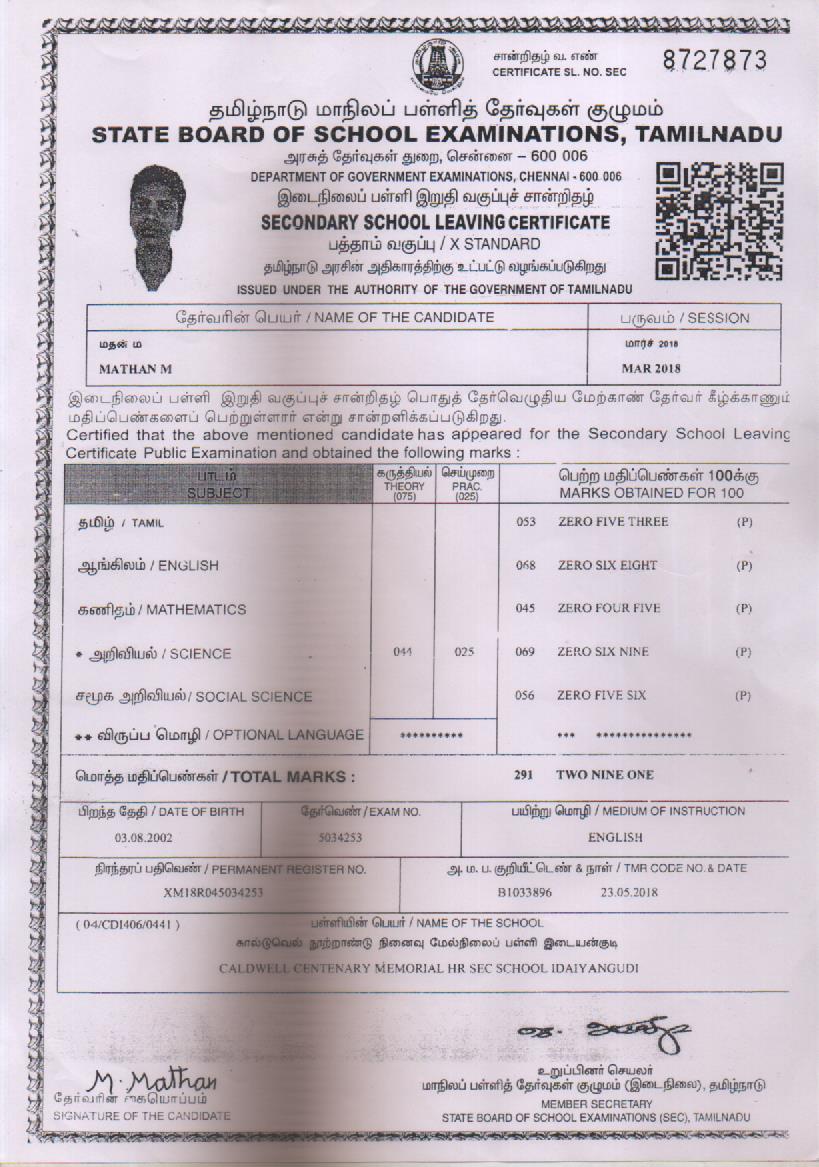 சான்றிதழ் வ. எண்
CERTIFICATE SL. NO. SEC
8727873
தமிழ்நாடு மாநிலப் பள்ளித் தேர்வுகள் குழுமம்
STATE BOARD OF SCHOOL EXAMINATIONS, TAMILNADU
அரசுத் தேர்வுகள் துறை, சென்னை – 600 006
DEPARTMENT OF GOVERNMENT EXAMINATIONS, CHENNAI - 600 006
இடைநிலைப் பள்ளி இறுதி வகுப்புச் சான்றிதழ்
SECONDARY SCHOOL LEAVING CERTIFICATE
பத்தாம் வகுப்பு / X STANDARD
தமிழ்நாடு அரசின் அதிகாரத்திற்கு உட்பட்டு வழங்கப்படுகிறது
ISSUED UNDER THE AUTHORITY OF THE GOVERNMENT OF TAMILNADU
தேர்வரின் பெயர் / NAME OF THE CANDIDATE பருவம் / SESSION
மதன் ம மார்ச் 2018
MATHAN M MAR 2018
இடைநிலைப் பள்ளி இறுதி வகுப்புச் சான்றிதழ் பொதுத் தேர்வெழுதிய மேற்காண் தேர்வர் கீழ்க்காணும்
மதிப்பெண்களைப் பெற்றுள்ளார் என்று சான்றளிக்கப்படுகிறது.
Certified that the above mentioned candidate has appeared for the Secondary School Leaving
Certificate Public Examination and obtained the following marks :
பாடம் கருத்தியல் செய்முறை பெற்ற மதிப்பெண்கள் 100க்கு
SUBJECT THEORY PRAC. MARKS OBTAINED FOR 100
(075) (025)
தமிழ் / TAMIL 053 ZERO FIVE THREE (P)
ஆங்கிலம் / ENGLISH 068 ZERO SIX EIGHT (P)
கணிதம் / MATHEMATICS 045 ZERO FOUR FIVE (P)
* அறிவியல் / SCIENCE 044 025 069 ZERO SIX NINE (P)
சமூக அறிவியல்/ SOCIAL SCIENCE 056 ZERO FIVE SIX (P)
** விருப்ப மொழி / OPTIONAL LANGUAGE ********** *** ***************
மொத்த மதிப்பெண்கள் / TOTAL MARKS : 291 TWO NINE ONE
பிறந்த தேதி / DATE OF BIRTH தேர்வெண் / EXAM NO. பயிற்று மொழி / MEDIUM OF INSTRUCTION
03.08.2002 5034253 ENGLISH
நிரந்தரப் பதிவெண் / PERMANENT REGISTER NO. அ. ம. ப. குறியீட்டெண் & நாள் / TMR CODE NO. & DATE
XM18R045034253 B1033896 23.05.2018
( 04/CDI406/0441 ) பள்ளியின் பெயர் / NAME OF THE SCHOOL
கால்டுவெல் நூற்றாண்டு நினைவு மேல்நிலைப் பள்ளி இடையன்குடி
CALDWELL CENTENARY MEMORIAL HR SEC SCHOOL IDAIYANGUDI
M. Mathan
தேர்வரின் கையொப்பம்
SIGNATURE OF THE CANDIDATE
உறுப்பினர் செயலர்
மாநிலப் பள்ளித் தேர்வுகள் குழுமம் (இடைநிலை), தமிழ்நாடு
MEMBER SECRETARY
STATE BOARD OF SCHOOL EXAMINATIONS (SEC), TAMILNADU